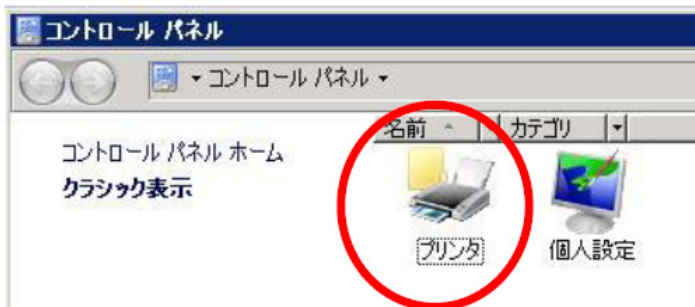 コントロール パネル
コントロール パネル
名前 カテゴリ
コントロール パネル ホーム
クラシック表示
プリンタ 個人設定